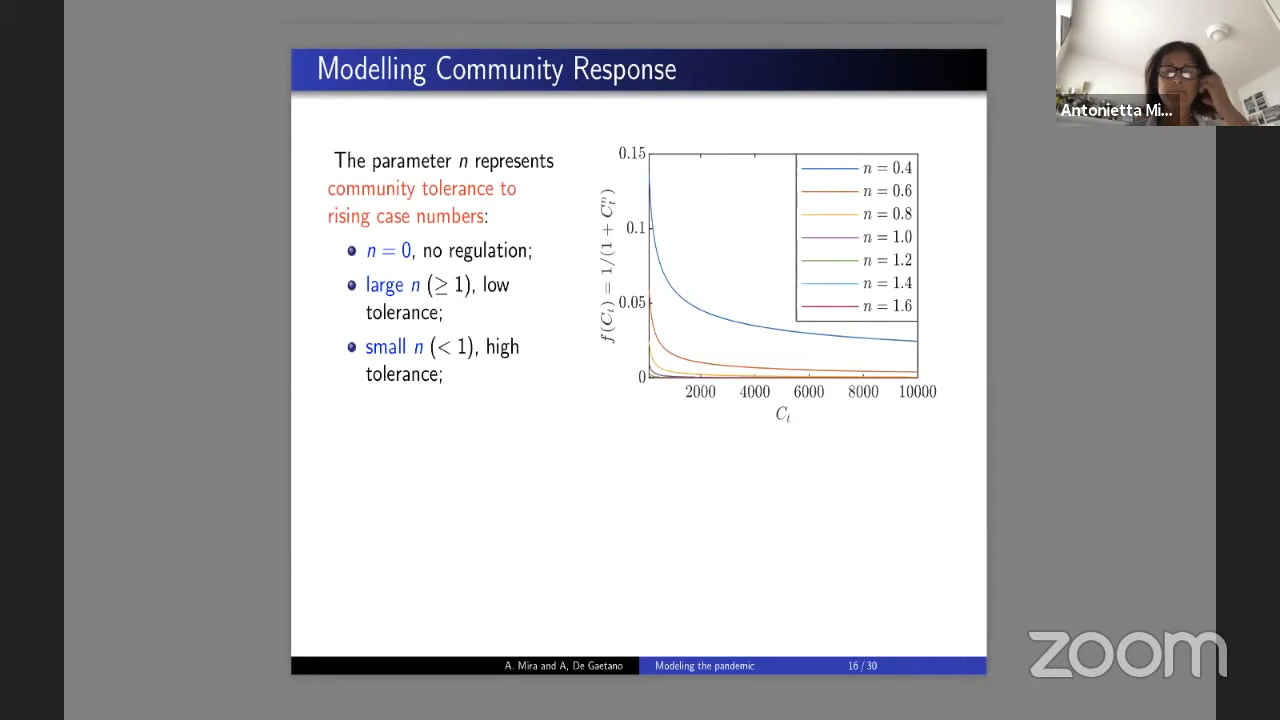 Modelling Community Response
The parameter n represents
community tolerance to
rising case numbers:
n = 0, no regulation;
large n (≥ 1), low
tolerance;
small n (< 1), high
tolerance;
f(C_t) = 1/(1 + C_t^n)
0.15
0.1
0.05
0
2000 4000 6000 8000 10000
C_t
n = 0.4
n = 0.6
n = 0.8
n = 1.0
n = 1.2
n = 1.4
n = 1.6
A. Mira and A, De Gaetano Modeling the pandemic 16 / 30
Antonietta Mi...
zoom